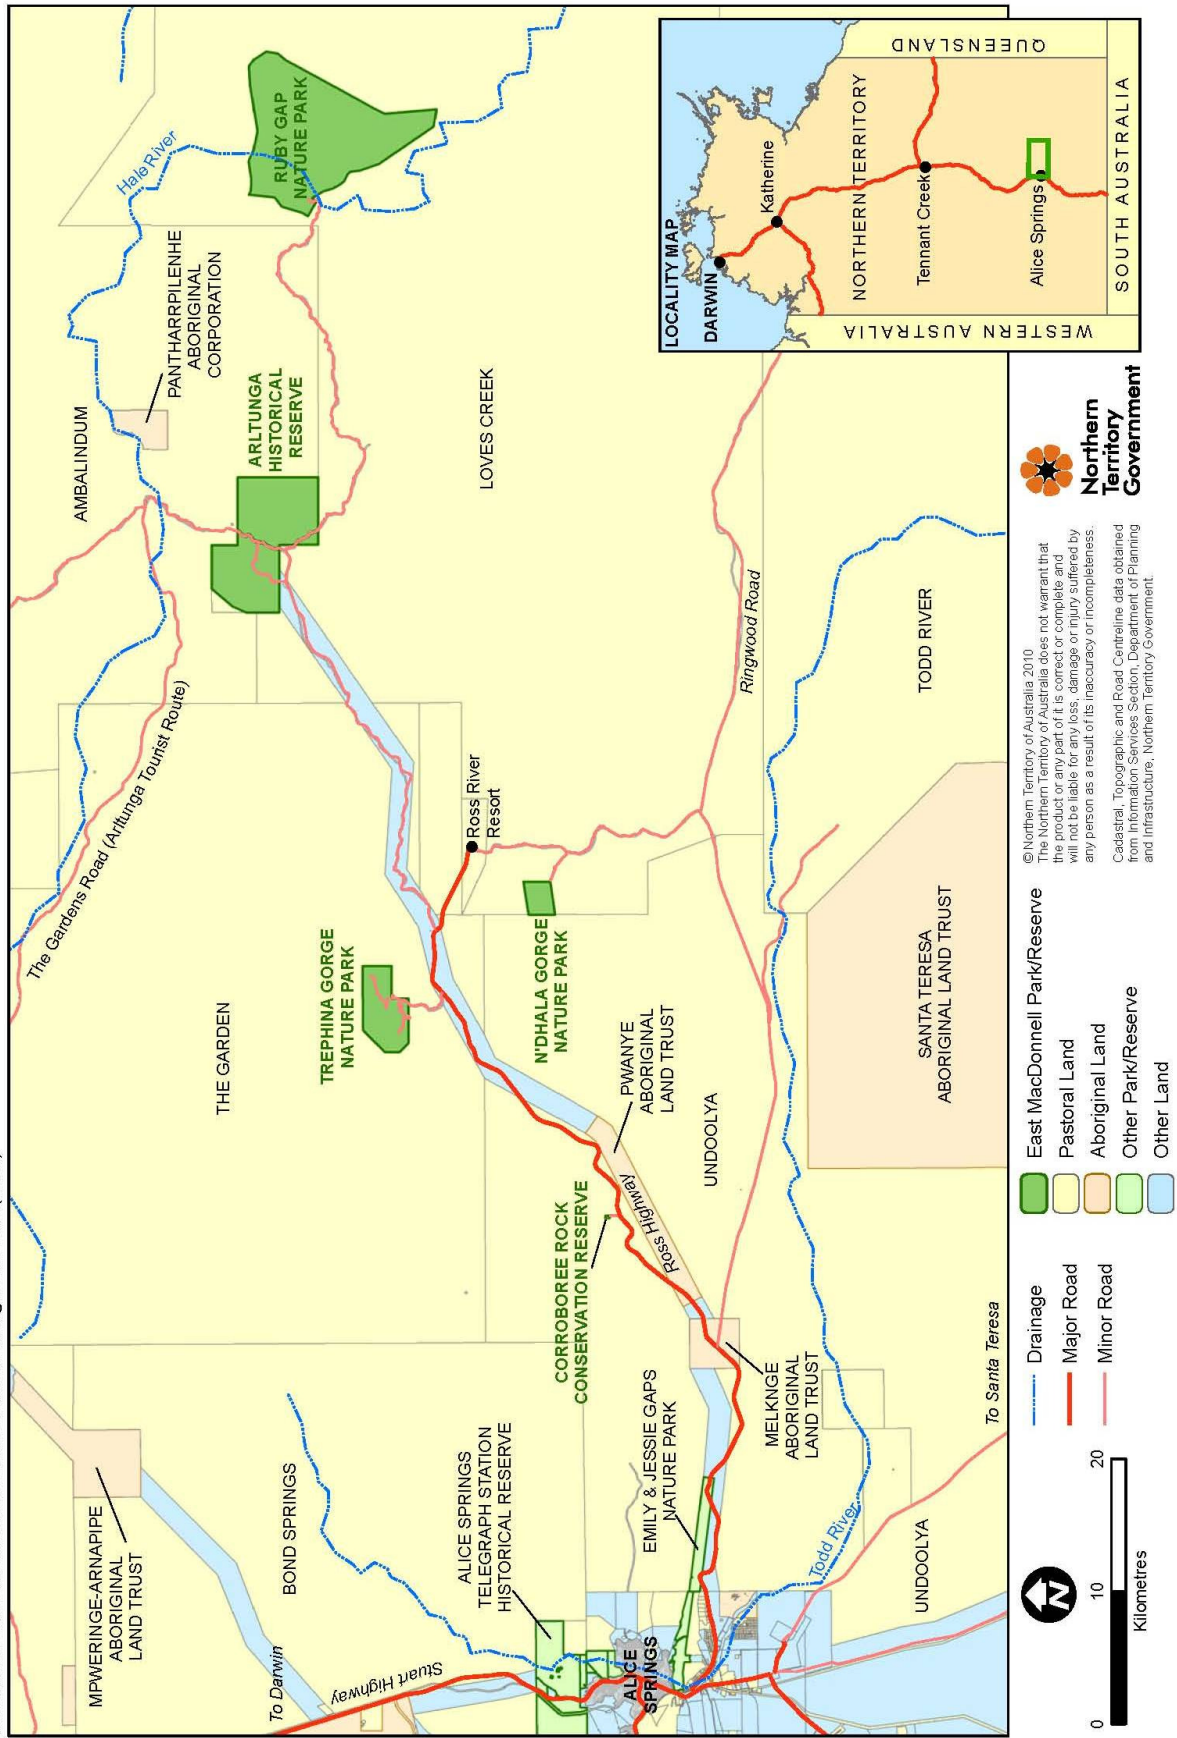 MPWERINGE-ARNAPIPE
ABORIGINAL
LAND TRUST
To Darwin
Stuart Highway
BOND SPRINGS
ALICE SPRINGS
TELEGRAPH STATION
HISTORICAL RESERVE
ALICE
SPRINGS
EMILY & JESSIE GAPS
NATURE PARK
MELKNGE
ABORIGINAL
LAND TRUST
Todd River
UNDOOLYA
To Santa Teresa
THE GARDEN
The Gardens Road (Arltunga Tourist Route)
CORROBOREE ROCK
CONSERVATION RESERVE
Ross Highway
PWANYE
ABORIGINAL
LAND TRUST
UNDOOLYA
TREPHINA GORGE
NATURE PARK
N'DHALA GORGE
NATURE PARK
Ross River
Resort
SANTA TERESA
ABORIGINAL LAND TRUST
AMBALINDUM
PANTHARRPILENHE
ABORIGINAL
CORPORATION
ARLTUNGA
HISTORICAL
RESERVE
LOVES CREEK
Ringwood Road
TODD RIVER
Hale River
RUBY GAP
NATURE PARK
LOCALITY MAP
DARWIN
Katherine
NORTHERN TERRITORY
Tennant Creek
Alice Springs
WESTERN AUSTRALIA
QUEENSLAND
SOUTH AUSTRALIA
N
0 10 20
Kilometres
Drainage
Major Road
Minor Road
East MacDonnell Park/Reserve
Pastoral Land
Aboriginal Land
Other Park/Reserve
Other Land
© Northern Territory of Australia 2010
The Northern Territory of Australia does not warrant that
the product or any part of it is correct or complete and
will not be liable for any loss, damage or injury suffered by
any person as a result of its inaccuracy or incompleteness.
Cadastral, Topographic and Road Centreline data obtained
from Information Services Section, Department of Planning
and Infrastructure, Northern Territory Government.
Northern
Territory
Government